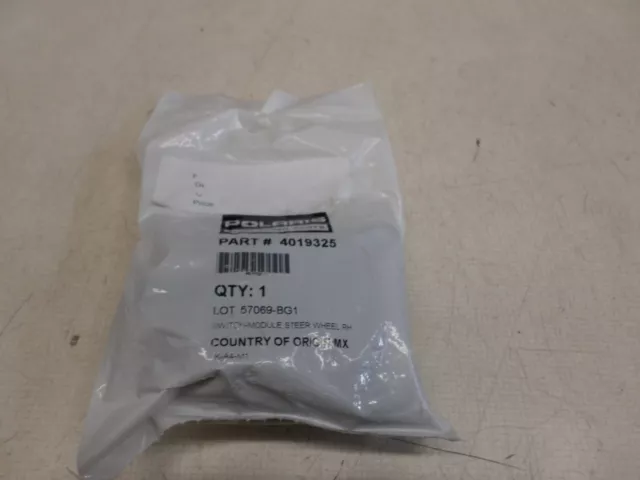 POLARIS
PART # 4019325
QTY: 1
LOT 57069-BG1
SWITCH-MODULE STEER WHEEL RH
COUNTRY OF ORIGIN MX